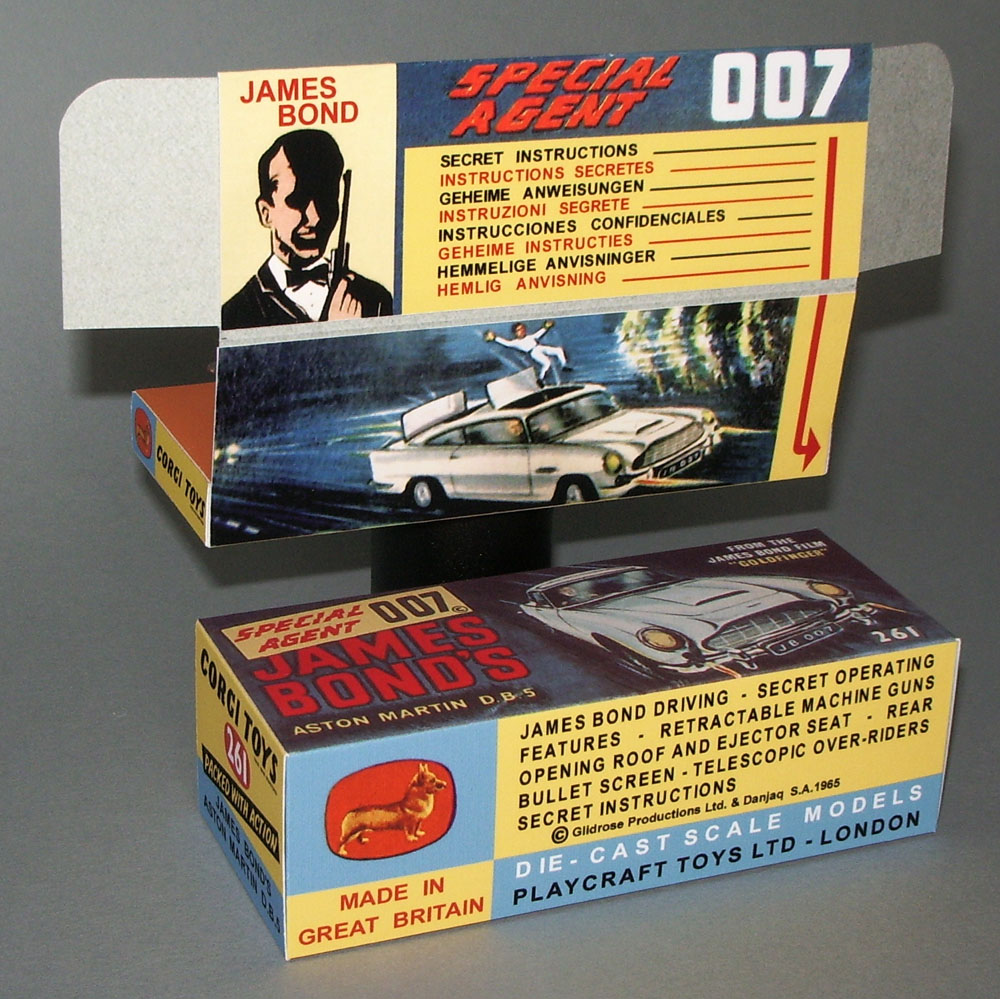 JAMES
BOND
SPECIAL
AGENT
007
SECRET INSTRUCTIONS
INSTRUCTIONS SECRETES
GEHEIME ANWEISUNGEN
INSTRUZIONI SEGRETE
INSTRUCCIONES CONFIDENCIALES
GEHEIME INSTRUCTIES
HEMMELIGE ANVISNINGER
HEMLIG ANVISNING
CORGI TOYS
FROM THE
JAMES BOND FILM
"GOLDFINGER"
SPECIAL
AGENT
007 ©
JAMES
BOND'S
ASTON MARTIN D.B.5
JB 007
261
CORGI TOYS
261
PACKED WITH ACTION
JAMES BOND'S
ASTON MARTIN D.B.5
JAMES BOND DRIVING - SECRET OPERATING
FEATURES - RETRACTABLE MACHINE GUNS
OPENING ROOF AND EJECTOR SEAT - REAR
BULLET SCREEN - TELESCOPIC OVER-RIDERS
SECRET INSTRUCTIONS
© Glidrose Productions Ltd. & Danjaq S.A.1965
DIE-CAST SCALE MODELS
PLAYCRAFT TOYS LTD - LONDON
MADE IN
GREAT BRITAIN